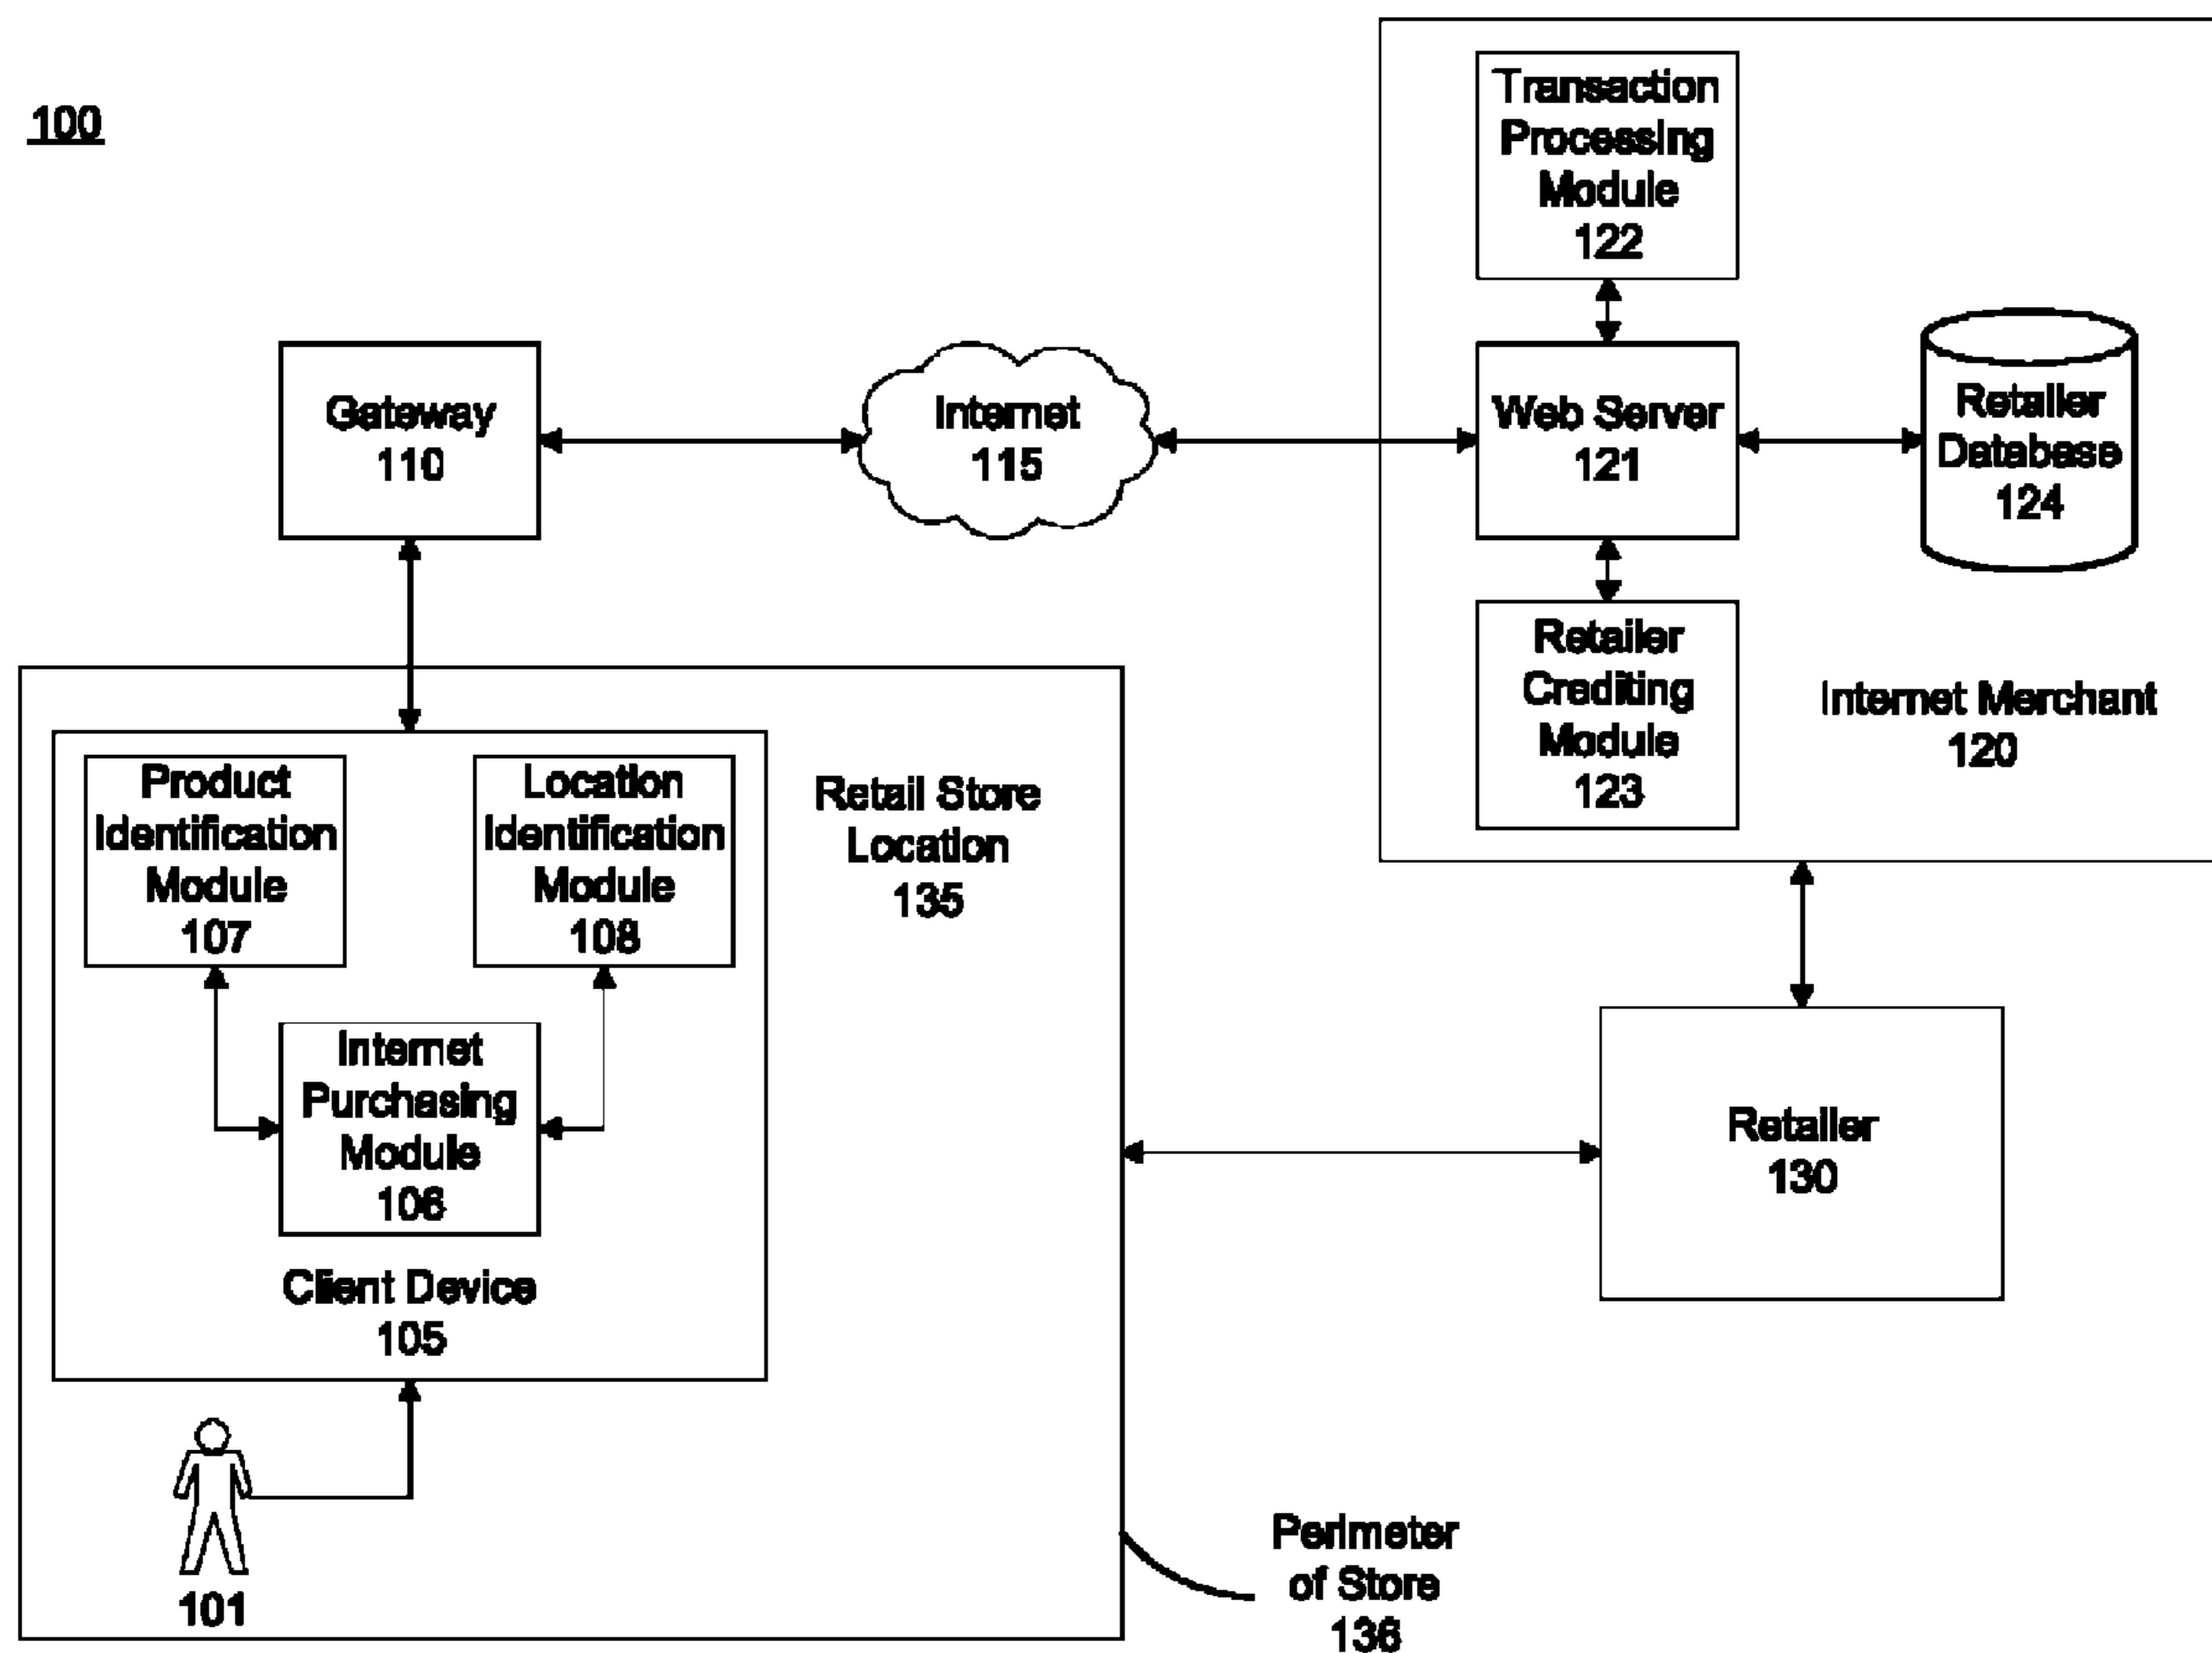 100
Transaction
Processing
Module
122
Gateway
110
Internet
115
Web Server
121
Retailer
Database
124
Retailer
Crediting
Module
123
Internet Merchant
120
Product
Identification
Module
107
Location
Identification
Module
108
Retail Store
Location
135
Internet
Purchasing
Module
106
Client Device
105
Retailer
130
101
Perimeter
of Store
136